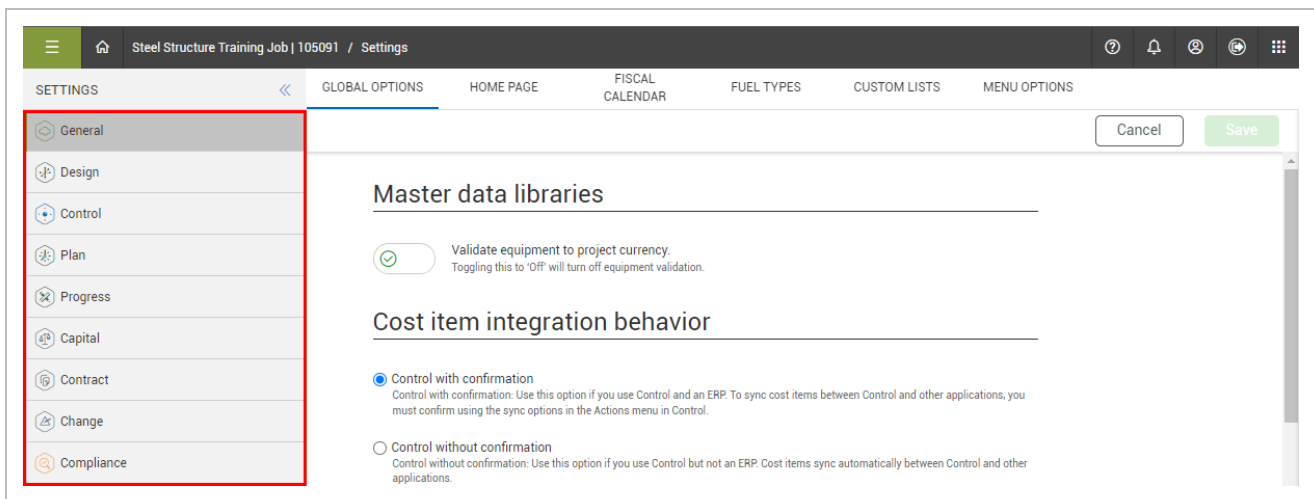 Steel Structure Training Job | 105091 / Settings
SETTINGS
GLOBAL OPTIONS
HOME PAGE
FISCAL
CALENDAR
FUEL TYPES
CUSTOM LISTS
MENU OPTIONS
General
Design
Control
Plan
Progress
Capital
Contract
Change
Compliance
Cancel
Save
Master data libraries
Validate equipment to project currency.
Toggling this to 'Off' will turn off equipment validation.
Cost item integration behavior
Control with confirmation
Control with confirmation: Use this option if you use Control and an ERP. To sync cost items between Control and other applications, you
must confirm using the sync options in the Actions menu in Control.
Control without confirmation
Control without confirmation: Use this option if you use Control but not an ERP. Cost items sync automatically between Control and other
applications.